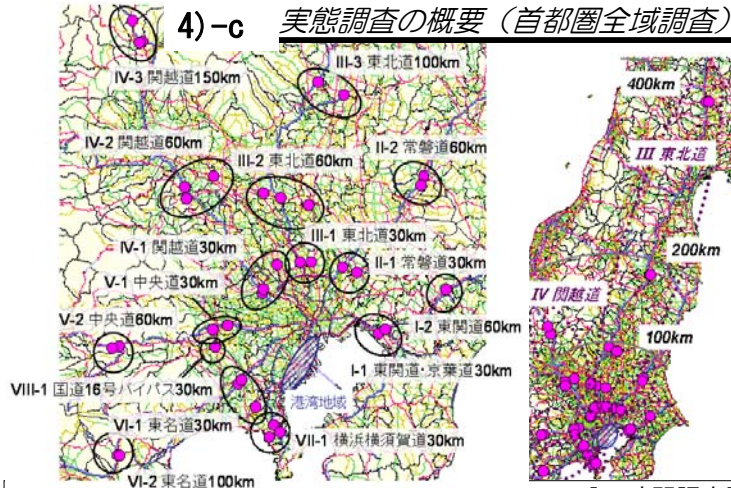 4)-c 実態調査の概要（首都圏全域調査）
IV-3 関越道150km
III-3 東北道100km
IV-2 関越道60km
III-2 東北道60km
II-2 常磐道60km
III-1 東北道30km
IV-1 関越道30km
II-1 常磐道30km
V-1 中央道30km
V-2 中央道60km
I-2 東関道60km
I-1 東関道・京葉道30km
VIII-1 国道16号バイパス30km
港湾地域
VI-1 東名道30km
VII-1 横浜横須賀道30km
VI-2 東名道100km
400km
III 東北道
200km
IV 関越道
100km